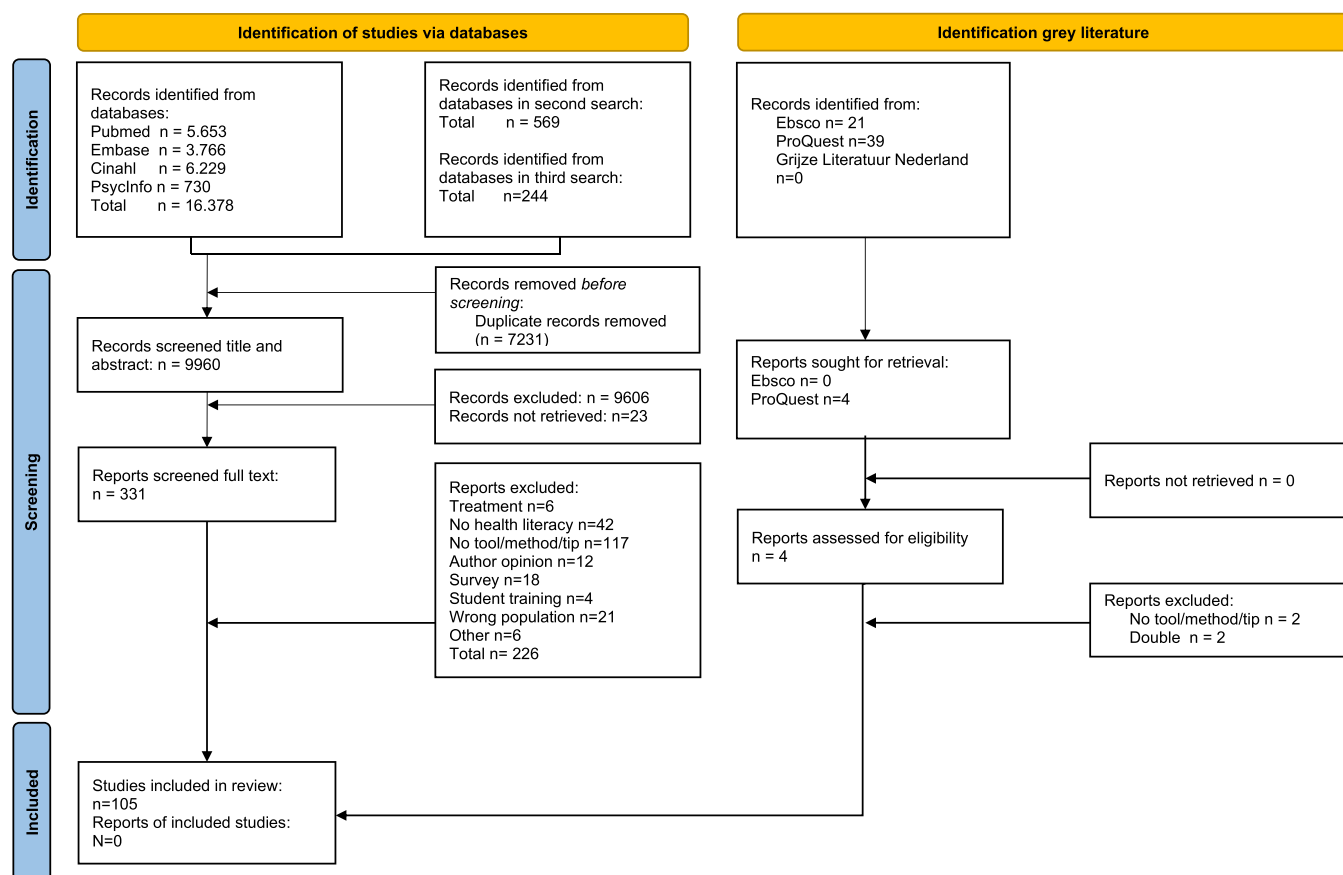 Identification of studies via databases
Identification grey literature
Identification
Records identified from
databases:
Pubmed n = 5.653
Embase n = 3.766
Cinahl n = 6.229
PsycInfo n = 730
Total n = 16.378
Records identified from
databases in second search:
Total n = 569
Records identified from
databases in third search:
Total n=244
Records identified from:
Ebsco n= 21
ProQuest n=39
Grijze Literatuur Nederland
n=0
Screening
Records removed before
screening:
Duplicate records removed
(n = 7231)
Records screened title and
abstract: n = 9960
Records excluded: n = 9606
Records not retrieved: n=23
Reports screened full text:
n = 331
Reports excluded:
Treatment n=6
No health literacy n=42
No tool/method/tip n=117
Author opinion n=12
Survey n=18
Student training n=4
Wrong population n=21
Other n=6
Total n= 226
Reports sought for retrieval:
Ebsco n= 0
ProQuest n=4
Reports not retrieved n = 0
Reports assessed for eligibility
n = 4
Reports excluded:
No tool/method/tip n = 2
Double n = 2
Included
Studies included in review:
n=105
Reports of included studies:
N=0